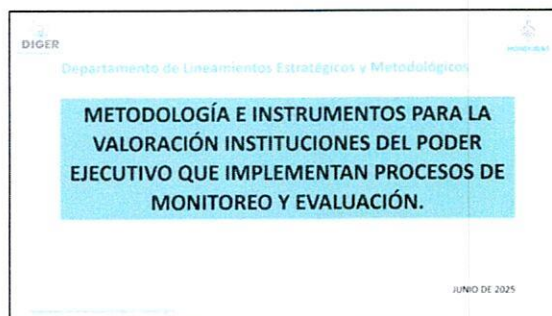 DIGER
Departamento de Lineamientos Estratégicos y Metodológicos
METODOLOGÍA E INSTRUMENTOS PARA LA
VALORACIÓN INSTITUCIONES DEL PODER
EJECUTIVO QUE IMPLEMENTAN PROCESOS DE
MONITOREO Y EVALUACIÓN.
JUNIO DE 2025